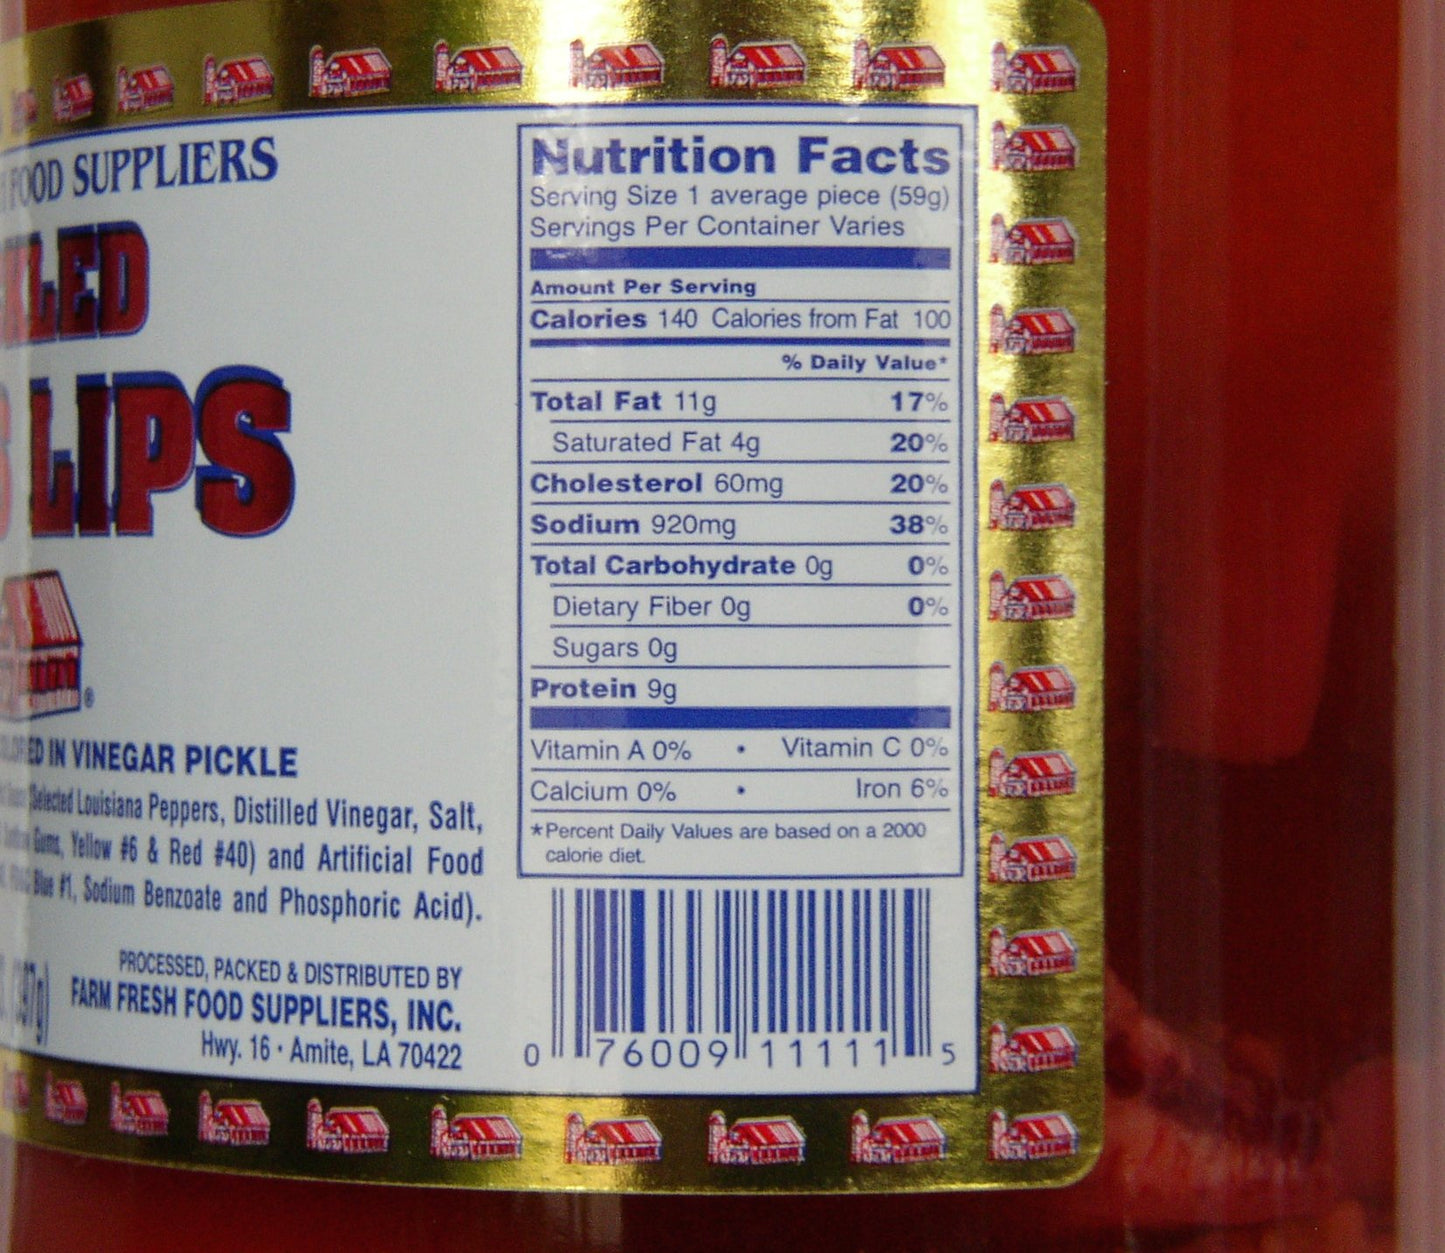 FOOD SUPPLIERS
LIPS
IN VINEGAR PICKLE
Selected Louisiana Peppers, Distilled Vinegar, Salt,
Gums, Yellow #6 & Red #40) and Artificial Food
Blue #1, Sodium Benzoate and Phosphoric Acid).
PROCESSED, PACKED & DISTRIBUTED BY
FARM FRESH FOOD SUPPLIERS, INC.
Hwy. 16 · Amite, LA 70422
Nutrition Facts
Serving Size 1 average piece (59g)
Servings Per Container Varies
Amount Per Serving
Calories 140 Calories from Fat 100
% Daily Value*
Total Fat 11g 17%
Saturated Fat 4g 20%
Cholesterol 60mg 20%
Sodium 920mg 38%
Total Carbohydrate 0g 0%
Dietary Fiber 0g 0%
Sugars 0g
Protein 9g
Vitamin A 0% • Vitamin C 0%
Calcium 0% • Iron 6%
*Percent Daily Values are based on a 2000
calorie diet.
0 76009 11111 5